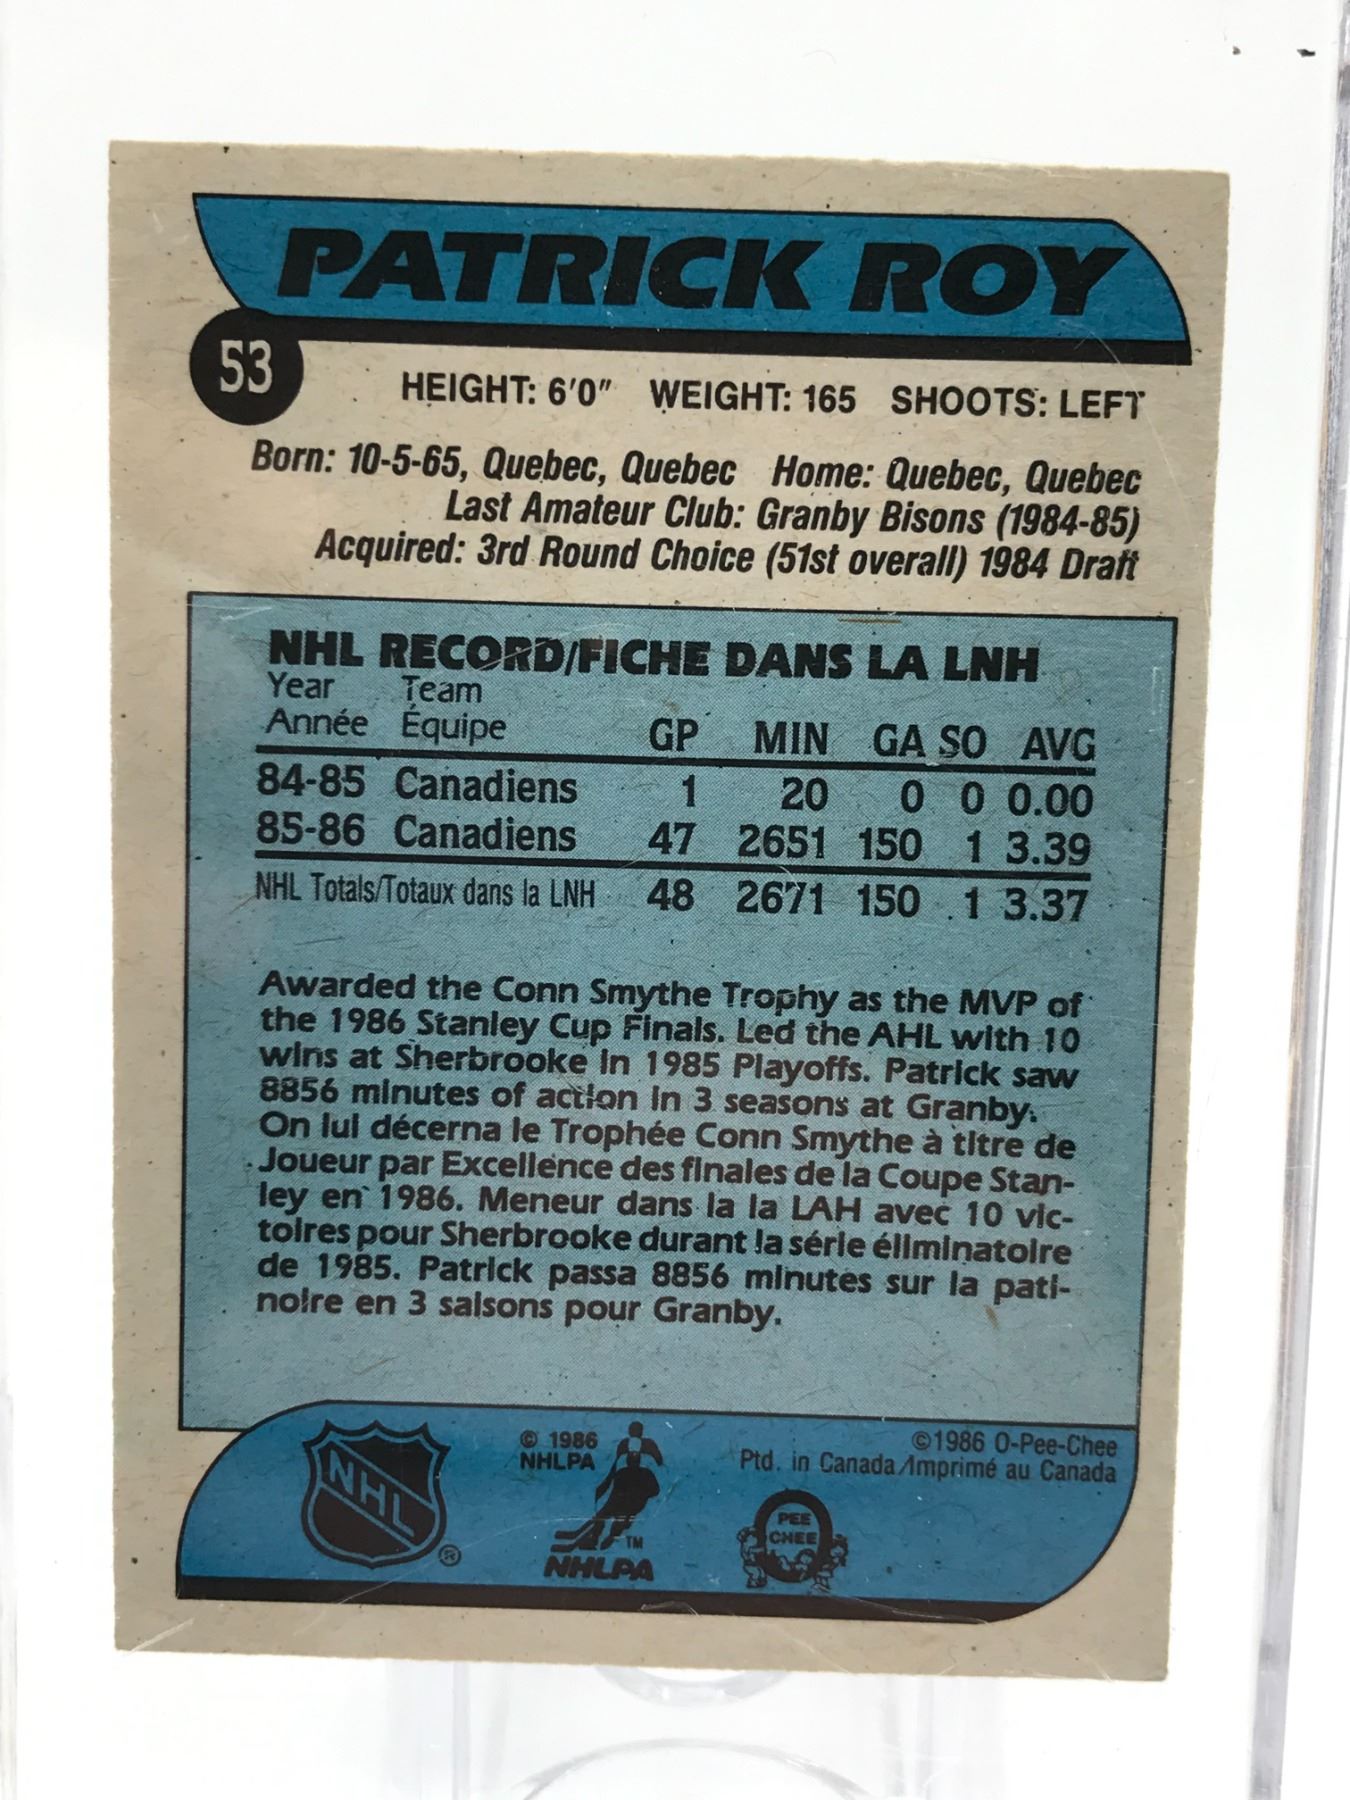 PATRICK ROY
53
HEIGHT: 6'0" WEIGHT: 165 SHOOTS: LEFT
Born: 10-5-65, Quebec, Quebec Home: Quebec, Quebec
Last Amateur Club: Granby Bisons (1984-85)
Acquired: 3rd Round Choice (51st overall) 1984 Draft
NHL RECORD/FICHE DANS LA LNH
Year Team
Année Équipe GP MIN GA SO AVG
84-85 Canadiens 1 20 0 0 0.00
85-86 Canadiens 47 2651 150 1 3.39
NHL Totals/Totaux dans la LNH 48 2671 150 1 3.37
Awarded the Conn Smythe Trophy as the MVP of
the 1986 Stanley Cup Finals. Led the AHL with 10
wins at Sherbrooke in 1985 Playoffs. Patrick saw
8856 minutes of action in 3 seasons at Granby.
On lui décerna le Trophée Conn Smythe à titre de
Joueur par Excellence des finales de la Coupe Stan-
ley en 1986. Meneur dans la la LAH avec 10 vic-
toires pour Sherbrooke durant la série éliminatoire
de 1985. Patrick passa 8856 minutes sur la pati-
noire en 3 saisons pour Granby.
NHL ®
© 1986
NHLPA
TM
NHLPA
©1986 O-Pee-Chee
Ptd. in Canada/Imprimé au Canada
O
PEE
CHEE